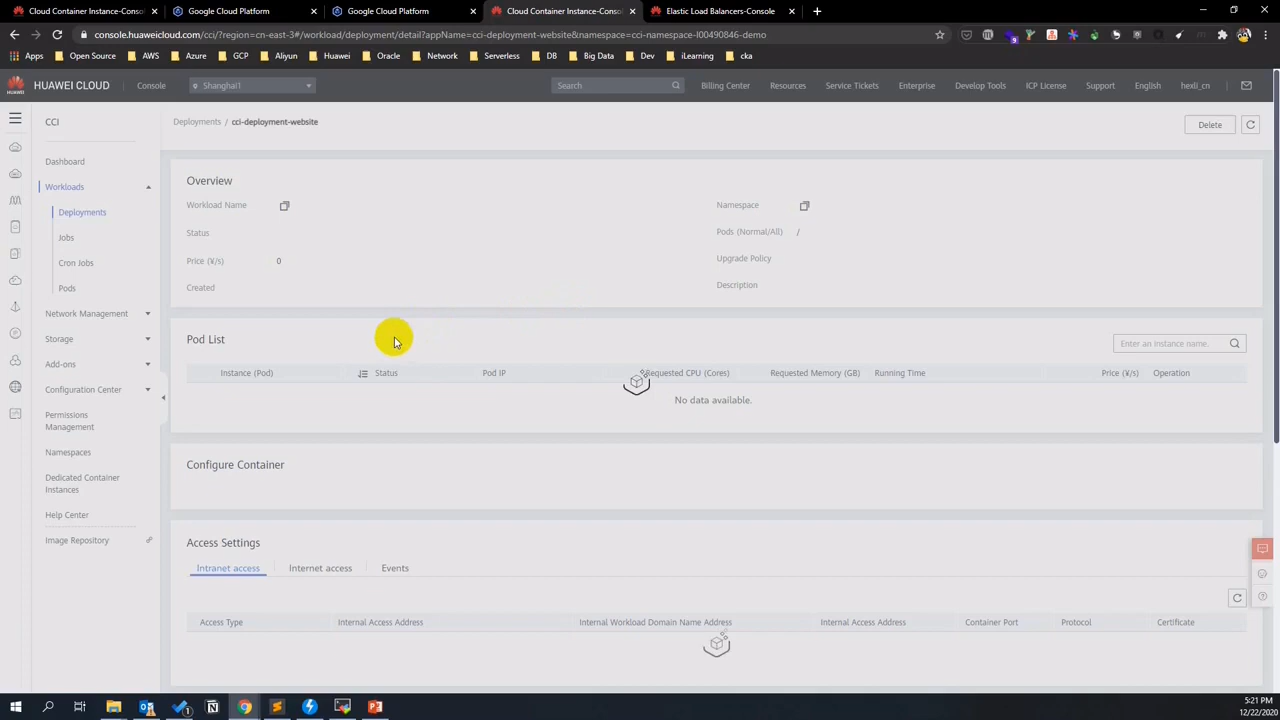 Cloud Container Instance-Consol
Google Cloud Platform
Google Cloud Platform
Cloud Container Instance-Consol
Elastic Load Balancers-Console
console.huaweicloud.com/cci/?region=cn-east-3#/workload/deployment/detail?appName=cci-deployment-website&namespace=cci-namespace-l00490846-demo
Apps
Open Source
AWS
Azure
GCP
Aliyun
Huawei
Oracle
Network
Serverless
DB
Big Data
Dev
iLearning
cka
HUAWEI CLOUD
Console
Shanghai1
Search
Billing Center
Resources
Service Tickets
Enterprise
Develop Tools
ICP License
Support
English
hexli_cn
CCI
Dashboard
Workloads
Deployments
Jobs
Cron Jobs
Pods
Network Management
Storage
Add-ons
Configuration Center
Permissions
Management
Namespaces
Dedicated Container
Instances
Help Center
Image Repository
Deployments / cci-deployment-website
Delete
Overview
Workload Name
Namespace
Status
Pods (Normal/All) /
Price (¥/s) 0
Upgrade Policy
Created
Description
Pod List
Enter an instance name.
Instance (Pod)
Status
Pod IP
Requested CPU (Cores)
Requested Memory (GB)
Running Time
Price (¥/s)
Operation
No data available.
Configure Container
Access Settings
Intranet access
Internet access
Events
Access Type
Internal Access Address
Internal Workload Domain Name Address
Internal Access Address
Container Port
Protocol
Certificate
5:21 PM
12/22/2020